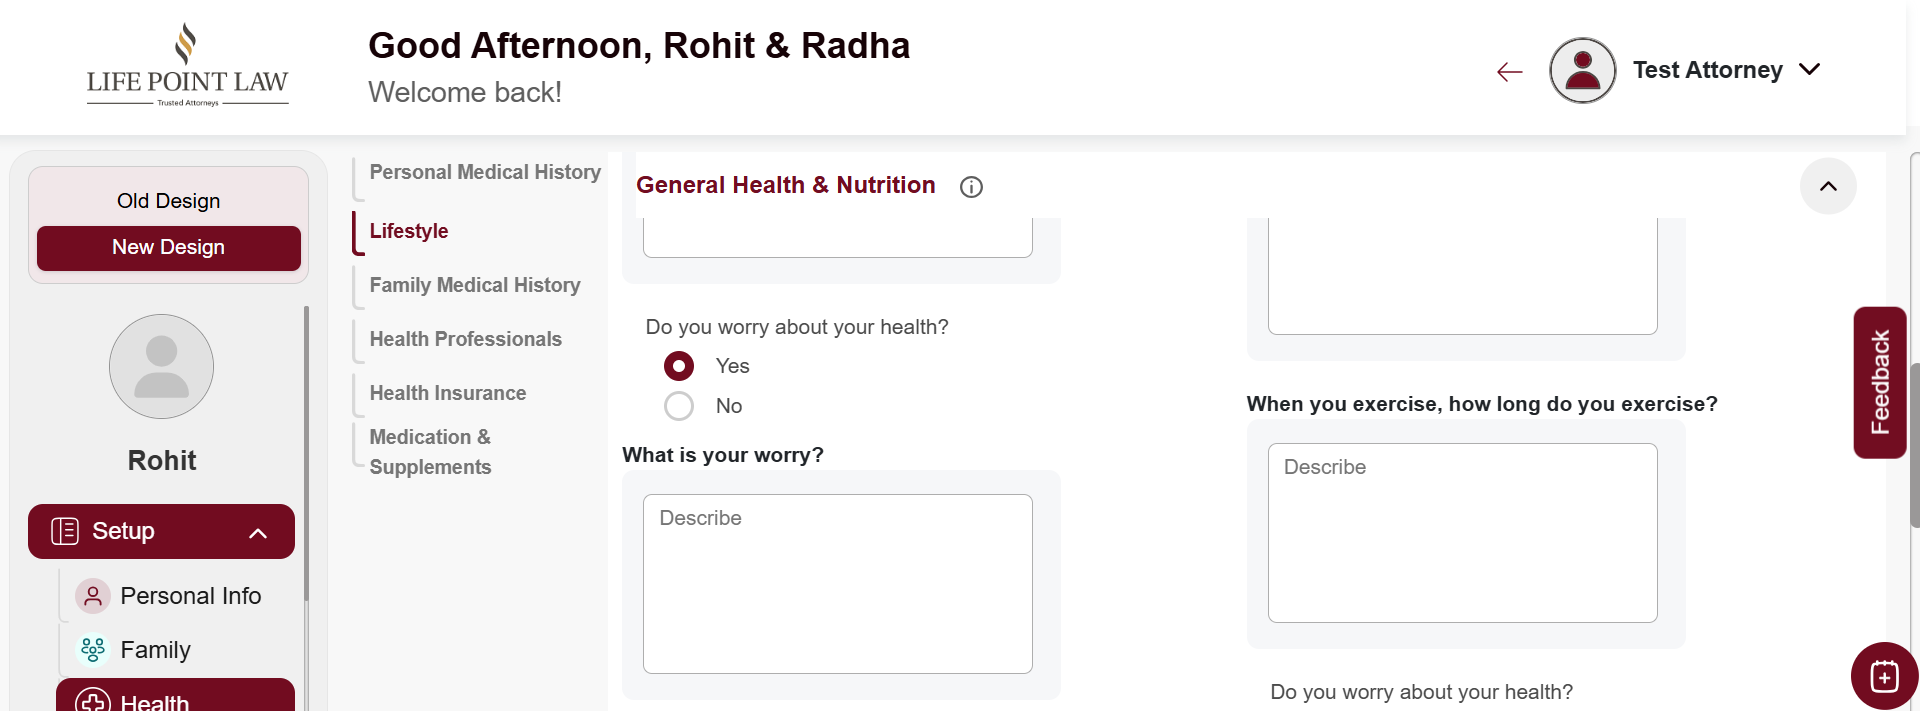 LIFE POINT LAW
Trusted Attorneys
Good Afternoon, Rohit & Radha
Welcome back!
Test Attorney
Old Design
New Design
Rohit
Setup
Personal Info
Family
Health
Personal Medical History
Lifestyle
Family Medical History
Health Professionals
Health Insurance
Medication &
Supplements
General Health & Nutrition
Do you worry about your health?
Yes
No
What is your worry?
Describe
When you exercise, how long do you exercise?
Describe
Do you worry about your health?
Feedback